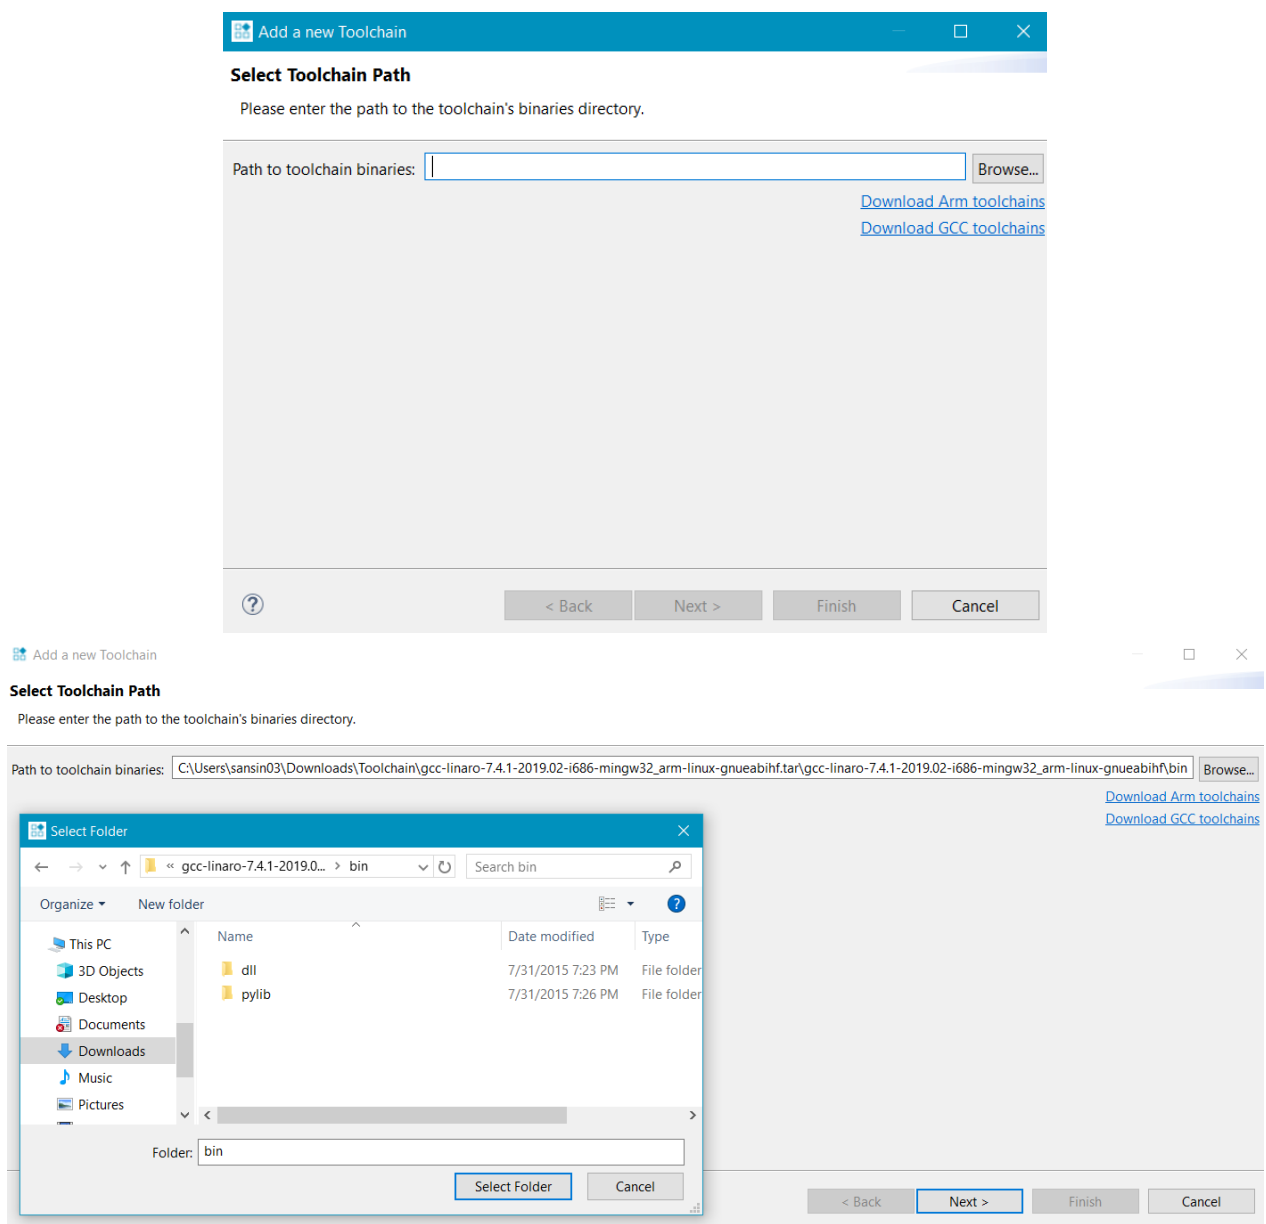 Add a new Toolchain
Select Toolchain Path
Please enter the path to the toolchain's binaries directory.
Path to toolchain binaries: Browse...
Download Arm toolchains
Download GCC toolchains
< Back Next > Finish Cancel
Add a new Toolchain
Select Toolchain Path
Please enter the path to the toolchain's binaries directory.
Path to toolchain binaries: C:\Users\sansin03\Downloads\Toolchain\gcc-linaro-7.4.1-2019.02-i686-mingw32_arm-linux-gnueabihf.tar\gcc-linaro-7.4.1-2019.02-i686-mingw32_arm-linux-gnueabihf\bin Browse...
Download Arm toolchains
Download GCC toolchains
Select Folder
« gcc-linaro-7.4.1-2019.0... > bin Search bin
Organize New folder
Name Date modified Type
This PC
3D Objects
Desktop
Documents
Downloads
Music
Pictures
dll 7/31/2015 7:23 PM File folder
pylib 7/31/2015 7:26 PM File folder
Folder: bin
Select Folder Cancel
< Back Next > Finish Cancel